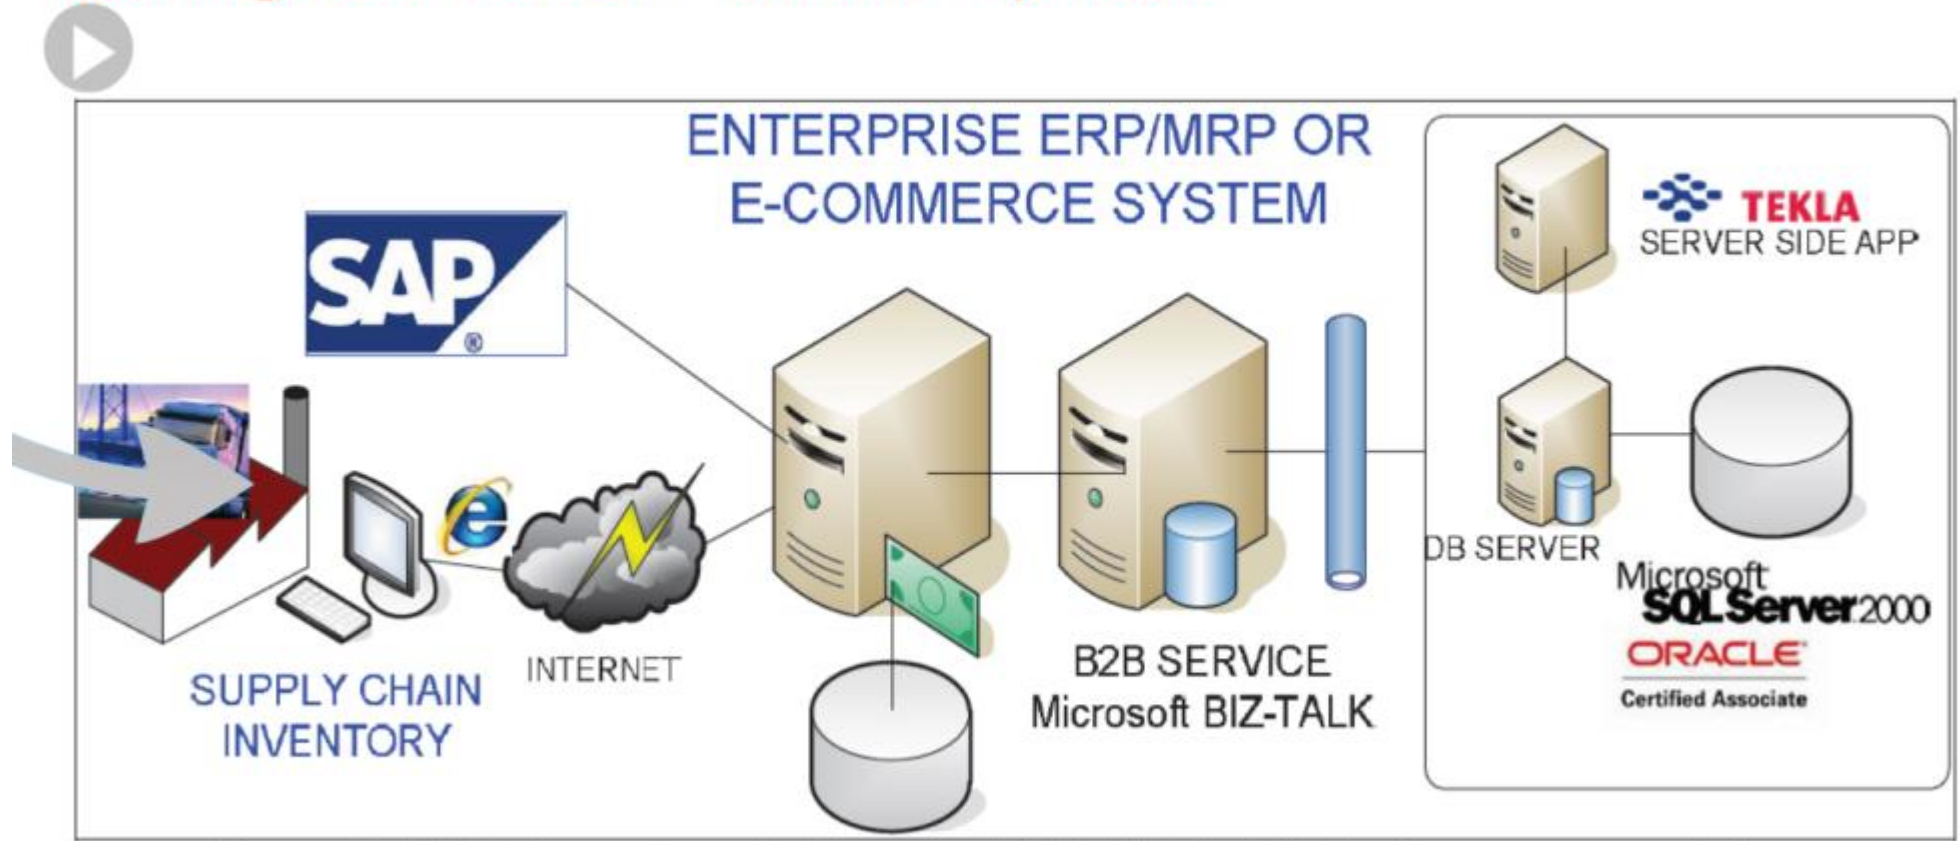 ENTERPRISE ERP/MRP OR
E-COMMERCE SYSTEM
SAP
®
TEKLA
SERVER SIDE APP
DB SERVER
Microsoft
SQL Server 2000
ORACLE
Certified Associate
INTERNET
SUPPLY CHAIN
INVENTORY
B2B SERVICE
Microsoft BIZ-TALK